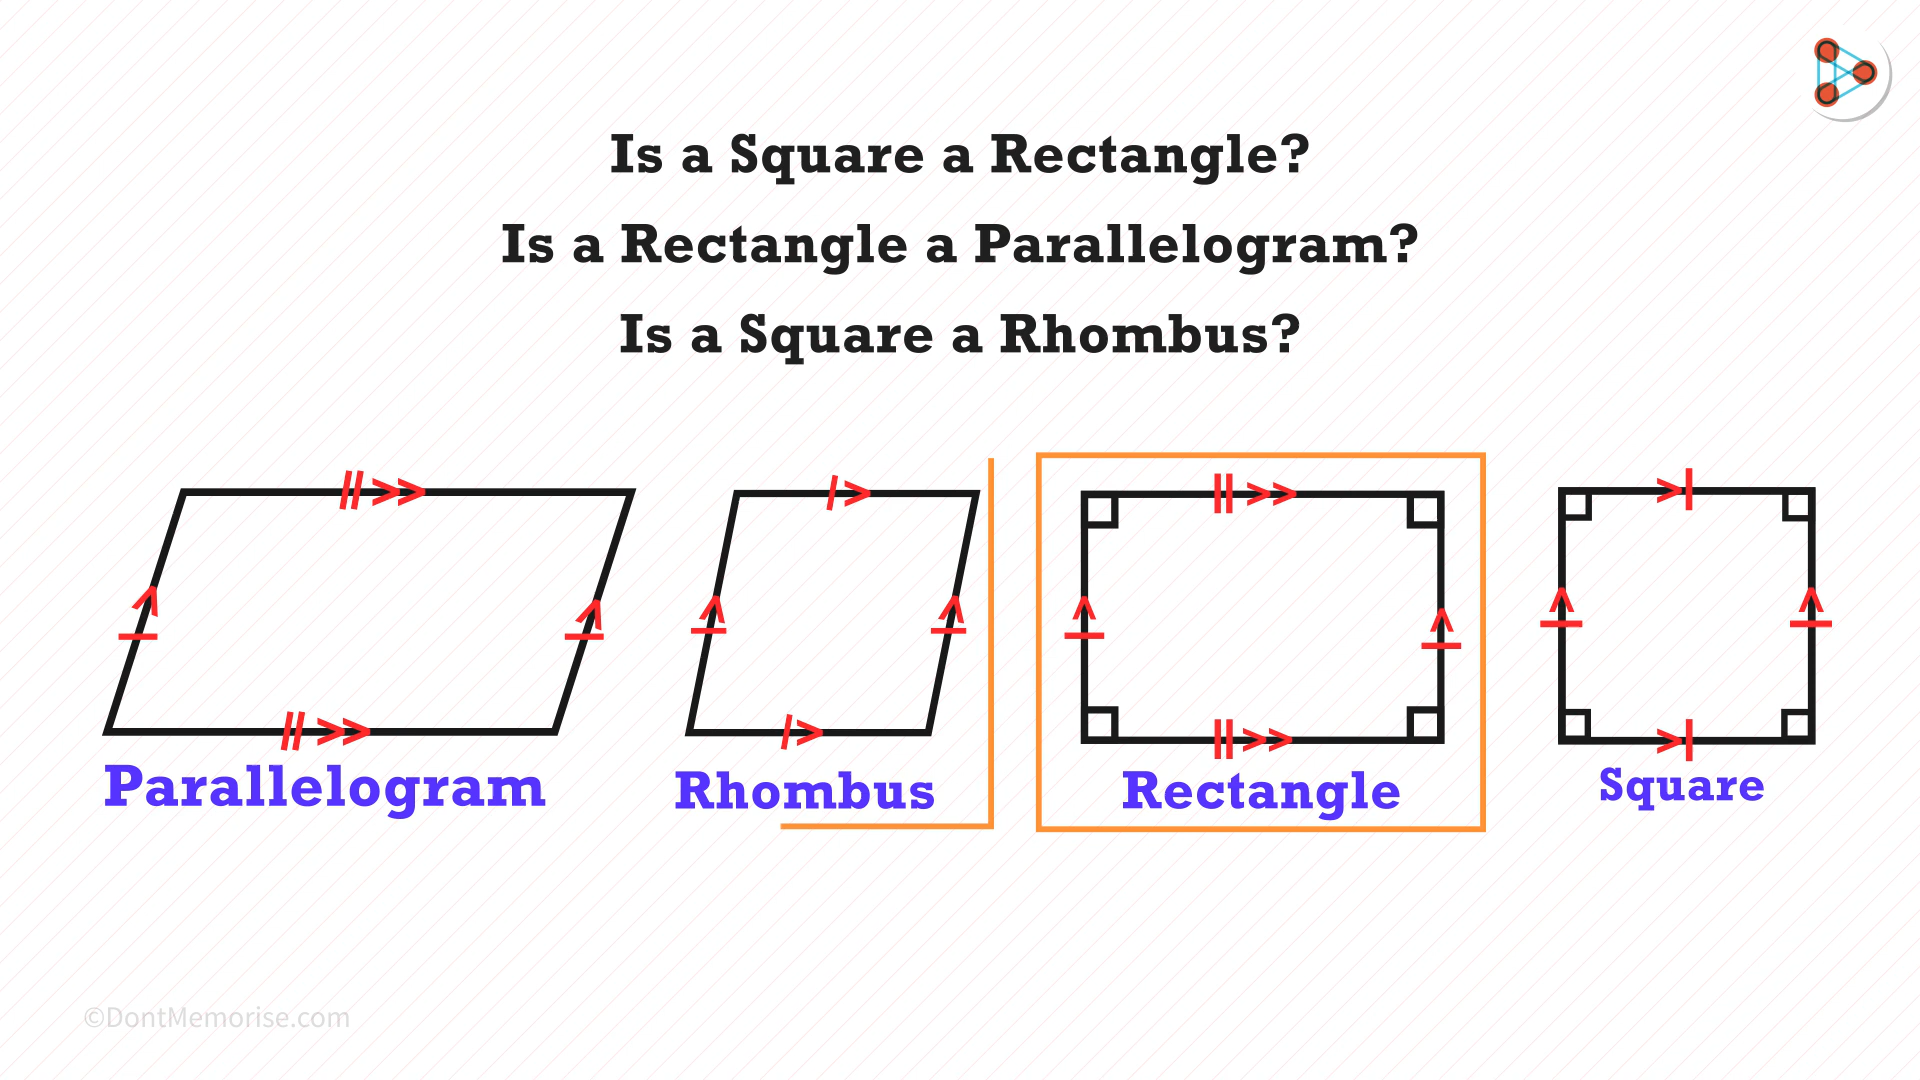 Is a Square a Rectangle?
Is a Rectangle a Parallelogram?
Is a Square a Rhombus?
Parallelogram
Rhombus
Rectangle
Square
©DontMemorise.com